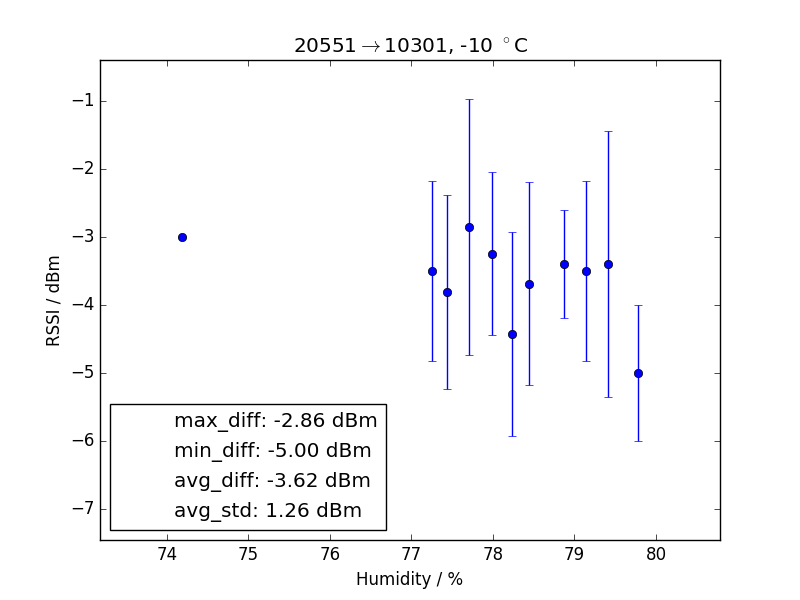 20551→10301, -10 °C
RSSI / dBm
−1
−2
−3
−4
−5
−6
−7
max_diff: -2.86 dBm
min_diff: -5.00 dBm
avg_diff: -3.62 dBm
avg_std: 1.26 dBm
74 75 76 77 78 79 80
Humidity / %